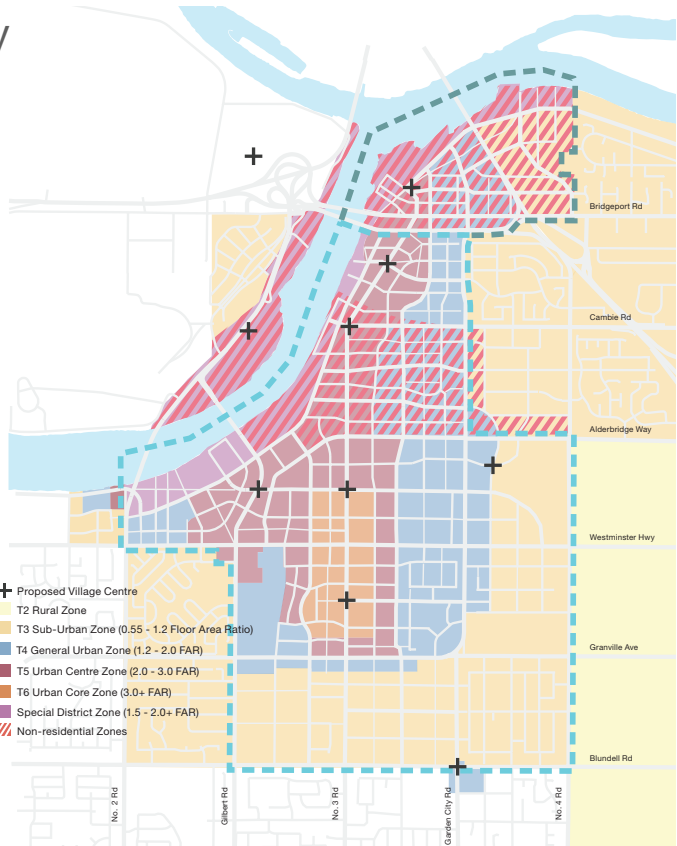 Bridgeport Rd
Cambie Rd
Alderbridge Way
Westminster Hwy
Granville Ave
Blundell Rd
Proposed Village Centre
T2 Rural Zone
T3 Sub-Urban Zone (0.55 - 1.2 Floor Area Ratio)
T4 General Urban Zone (1.2 - 2.0 FAR)
T5 Urban Centre Zone (2.0 - 3.0 FAR)
T6 Urban Core Zone (3.0+ FAR)
Special District Zone (1.5 - 2.0+ FAR)
Non-residential Zones
No. 2 Rd
Gilbert Rd
No. 3 Rd
Garden City Rd
No. 4 Rd